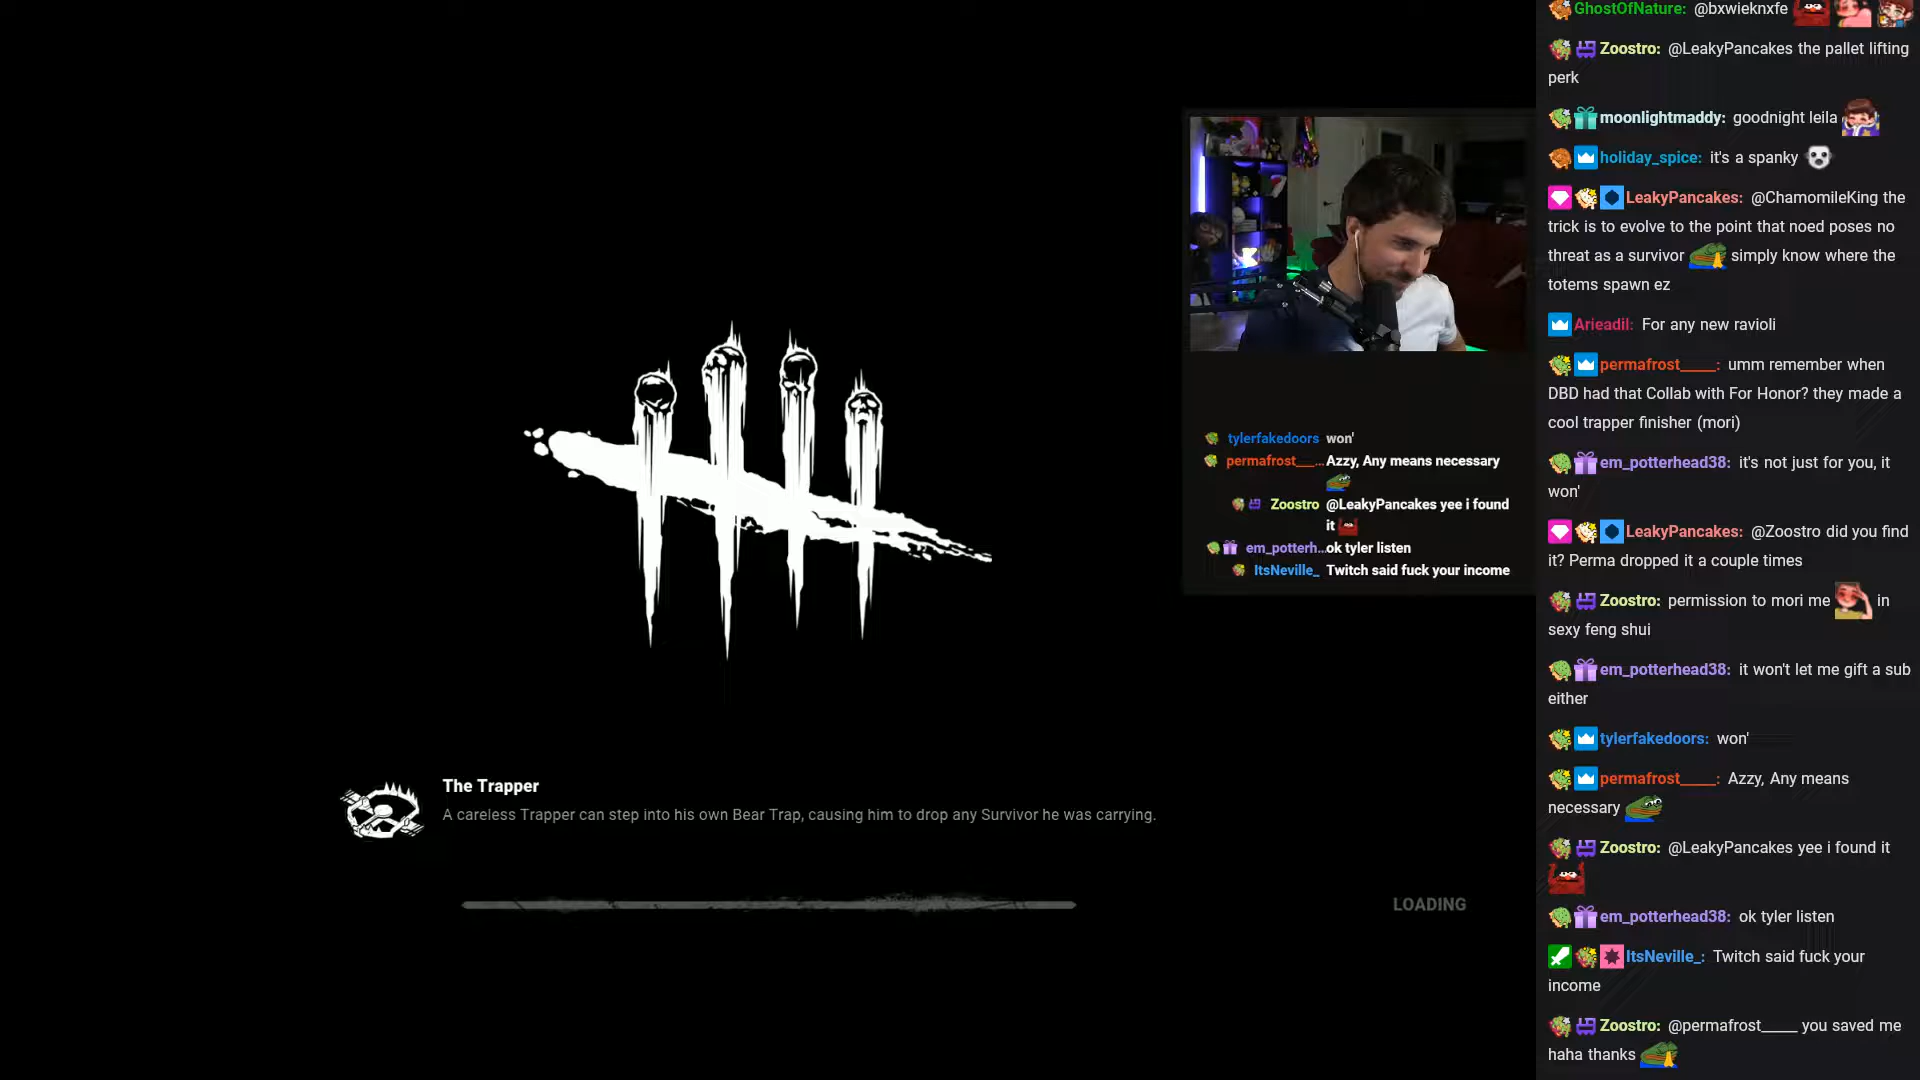 GhostOfNature: @bxwieknxfe
Zoostro: @LeakyPancakes the pallet lifting
perk
moonlightmaddy: goodnight leila
holiday_spice: it's a spanky
LeakyPancakes: @ChamomileKing the
trick is to evolve to the point that noed poses no
threat as a survivor simply know where the
totems spawn ez
Arieadil: For any new ravioli
permafrost_____: umm remember when
DBD had that Collab with For Honor? they made a
cool trapper finisher (mori)
em_potterhead38: it's not just for you, it
won'
LeakyPancakes: @Zoostro did you find
it? Perma dropped it a couple times
Zoostro: permission to mori me in
sexy feng shui
em_potterhead38: it won't let me gift a sub
either
tylerfakedoors: won'
permafrost_____: Azzy, Any means
necessary
Zoostro: @LeakyPancakes yee i found it
em_potterhead38: ok tyler listen
ItsNeville_: Twitch said fuck your
income
Zoostro: @permafrost_____ you saved me
haha thanks
tylerfakedoors won'
permafrost___... Azzy, Any means necessary
Zoostro @LeakyPancakes yee i found
it
em_potterh... ok tyler listen
ItsNeville_ Twitch said fuck your income
The Trapper
A careless Trapper can step into his own Bear Trap, causing him to drop any Survivor he was carrying.
LOADING